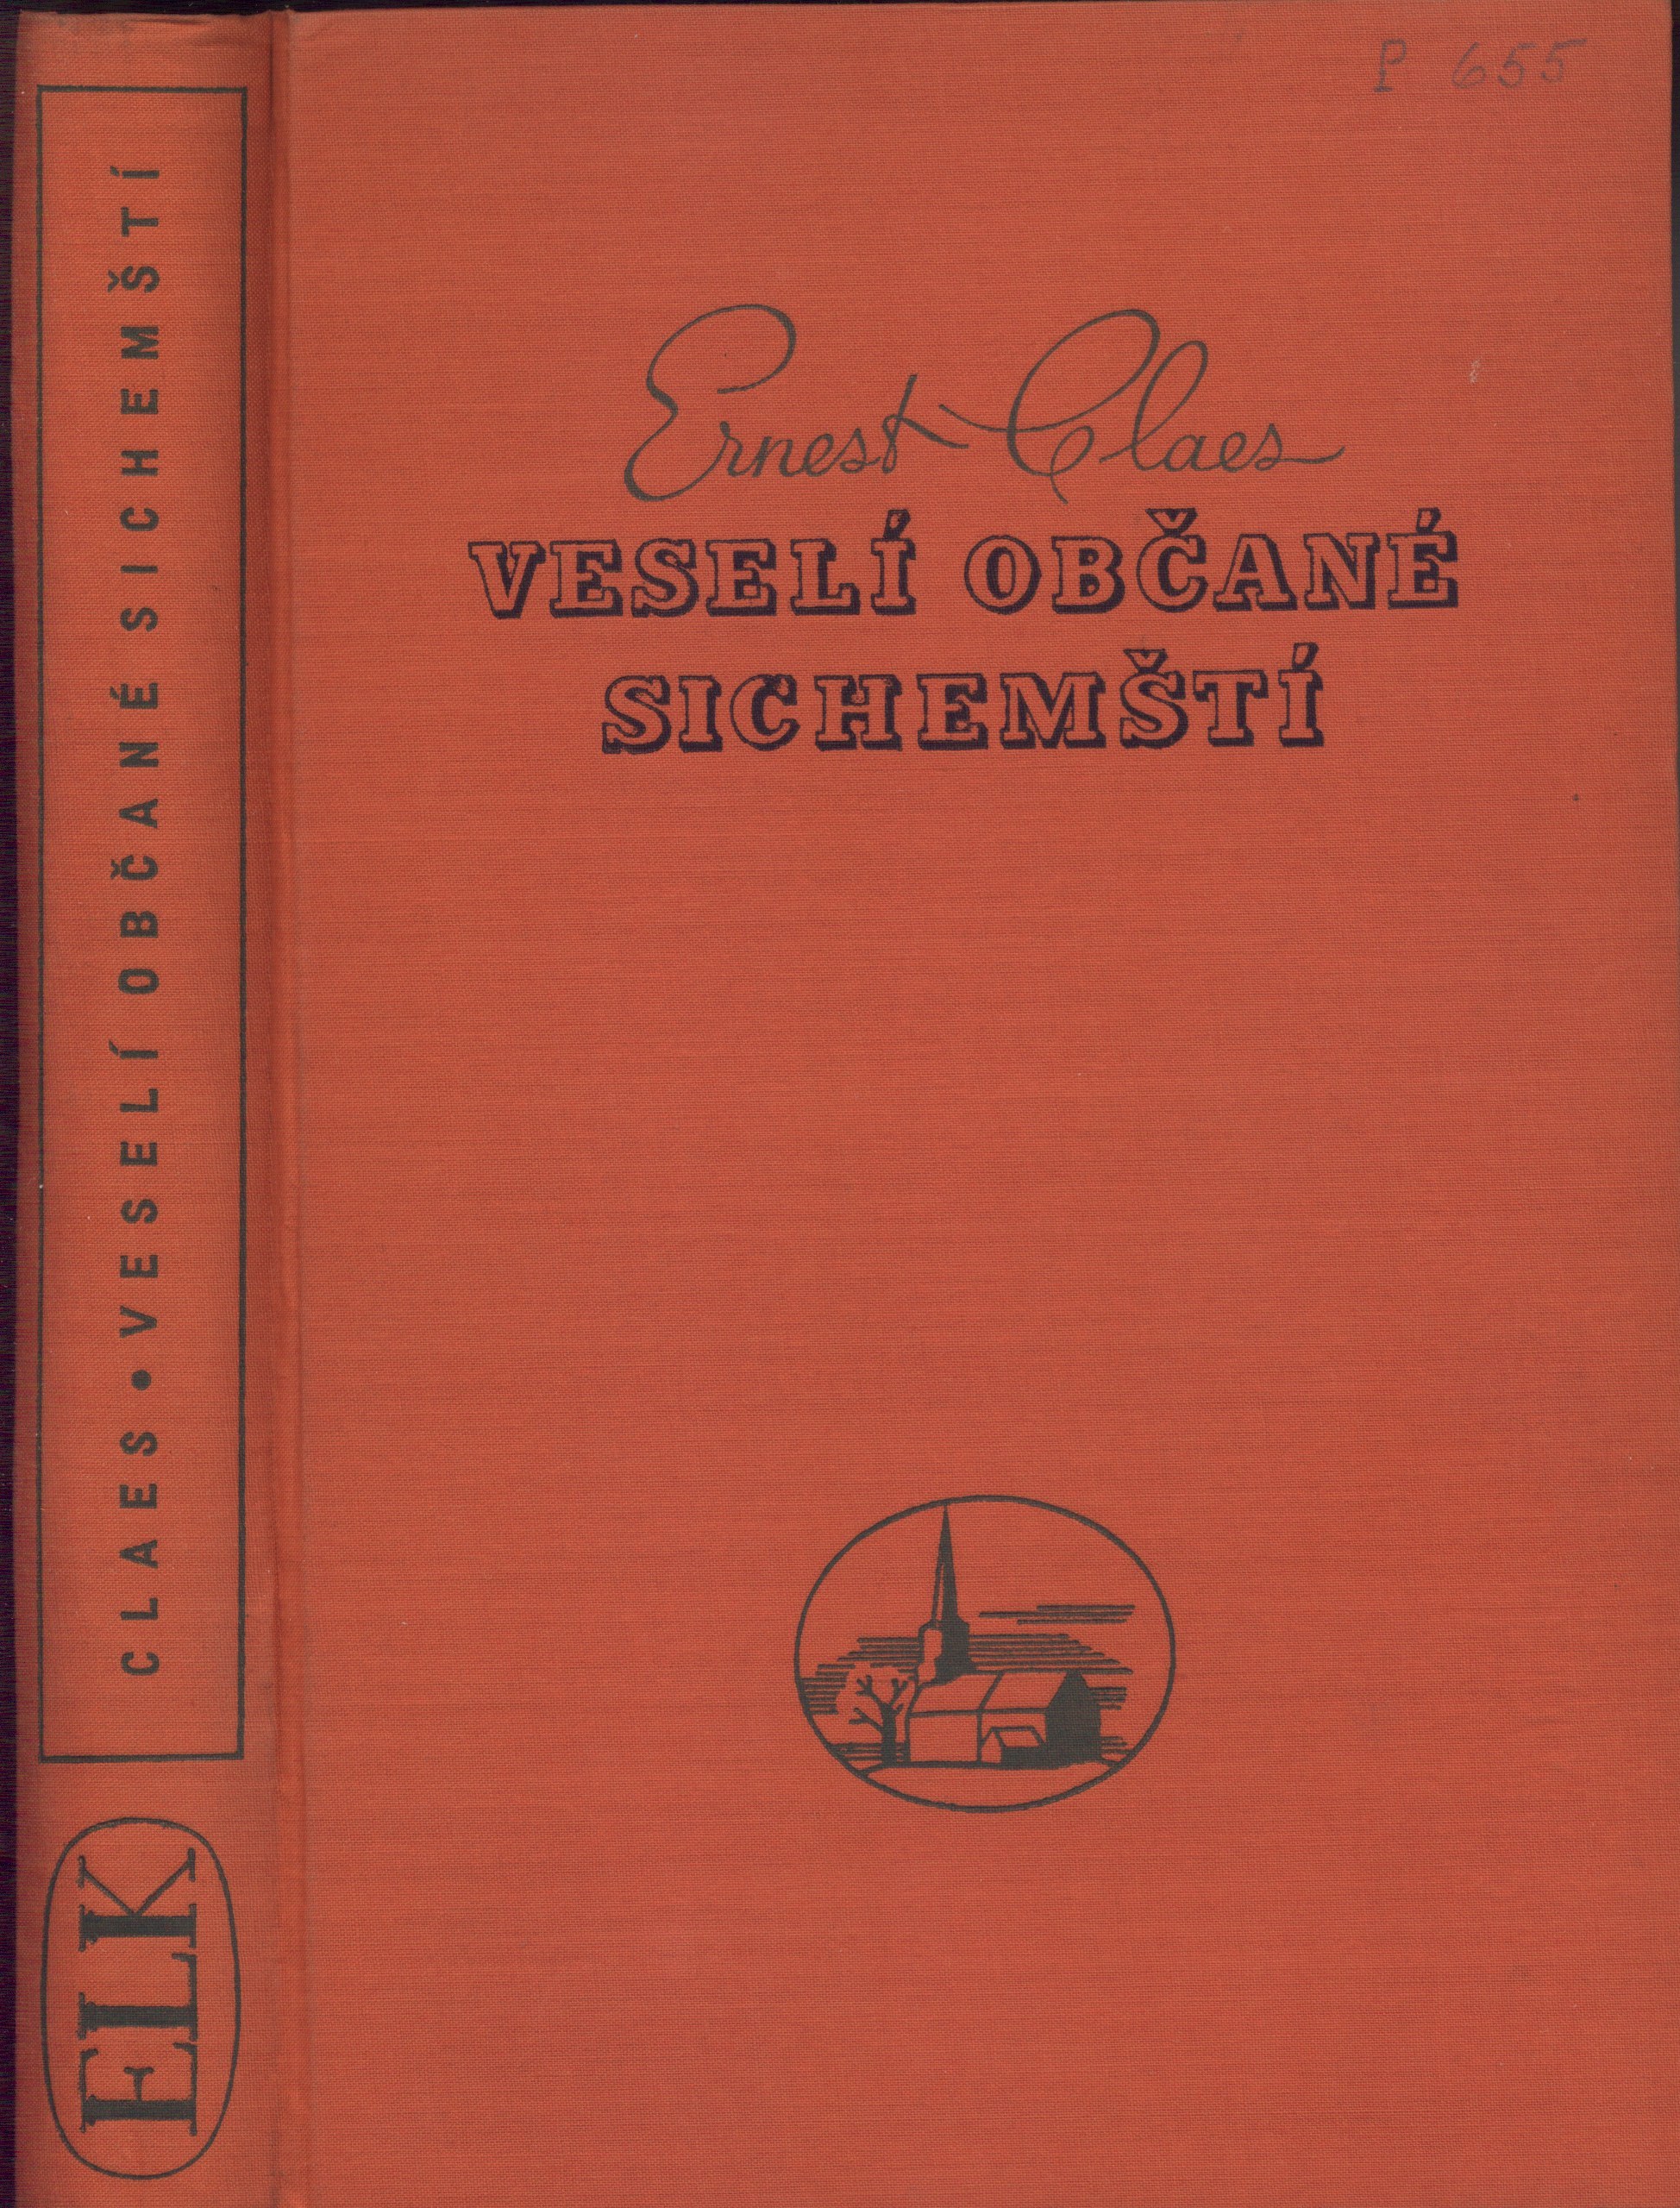 P 655
Ernest Claes
VESELÍ OBČANÉ
SICHEMŠTÍ
CLAES • VESELÍ OBČANÉ SICHEMŠTÍ
ELK